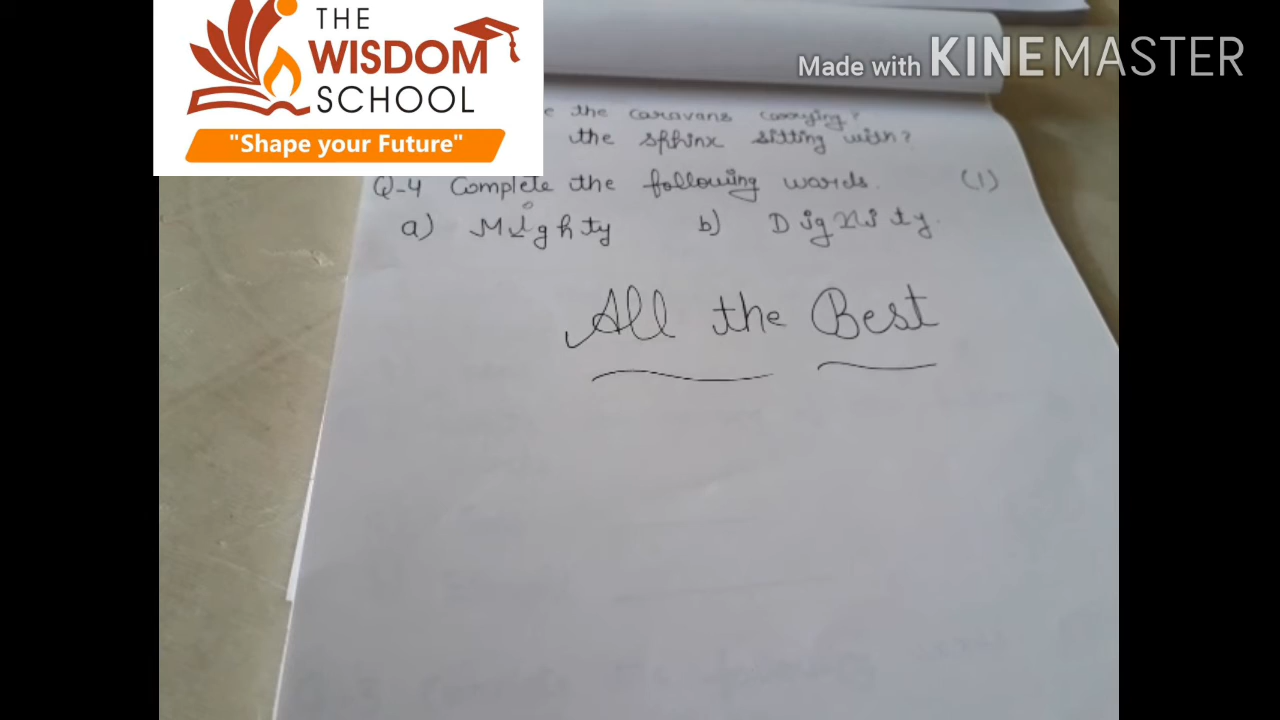 THE
WISDOM
SCHOOL
"Shape your Future"
Made with KINEMASTER
the caravans carrying?
the sphinx sitting with?
Q-4 Complete the following words. (1)
a) Mighty b) Dignity.
All the Best